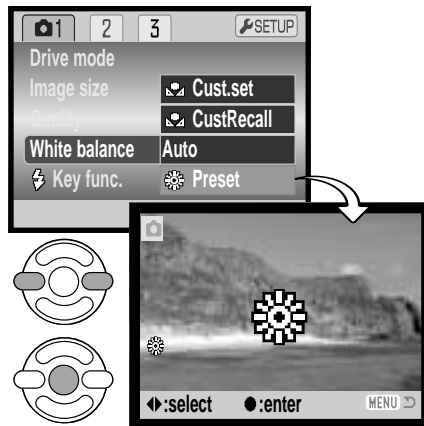 1 2 3 SETUP
Drive mode
Image size Cust.set
Quality CustRecall
White balance Auto
Key func. Preset
:select :enter MENU